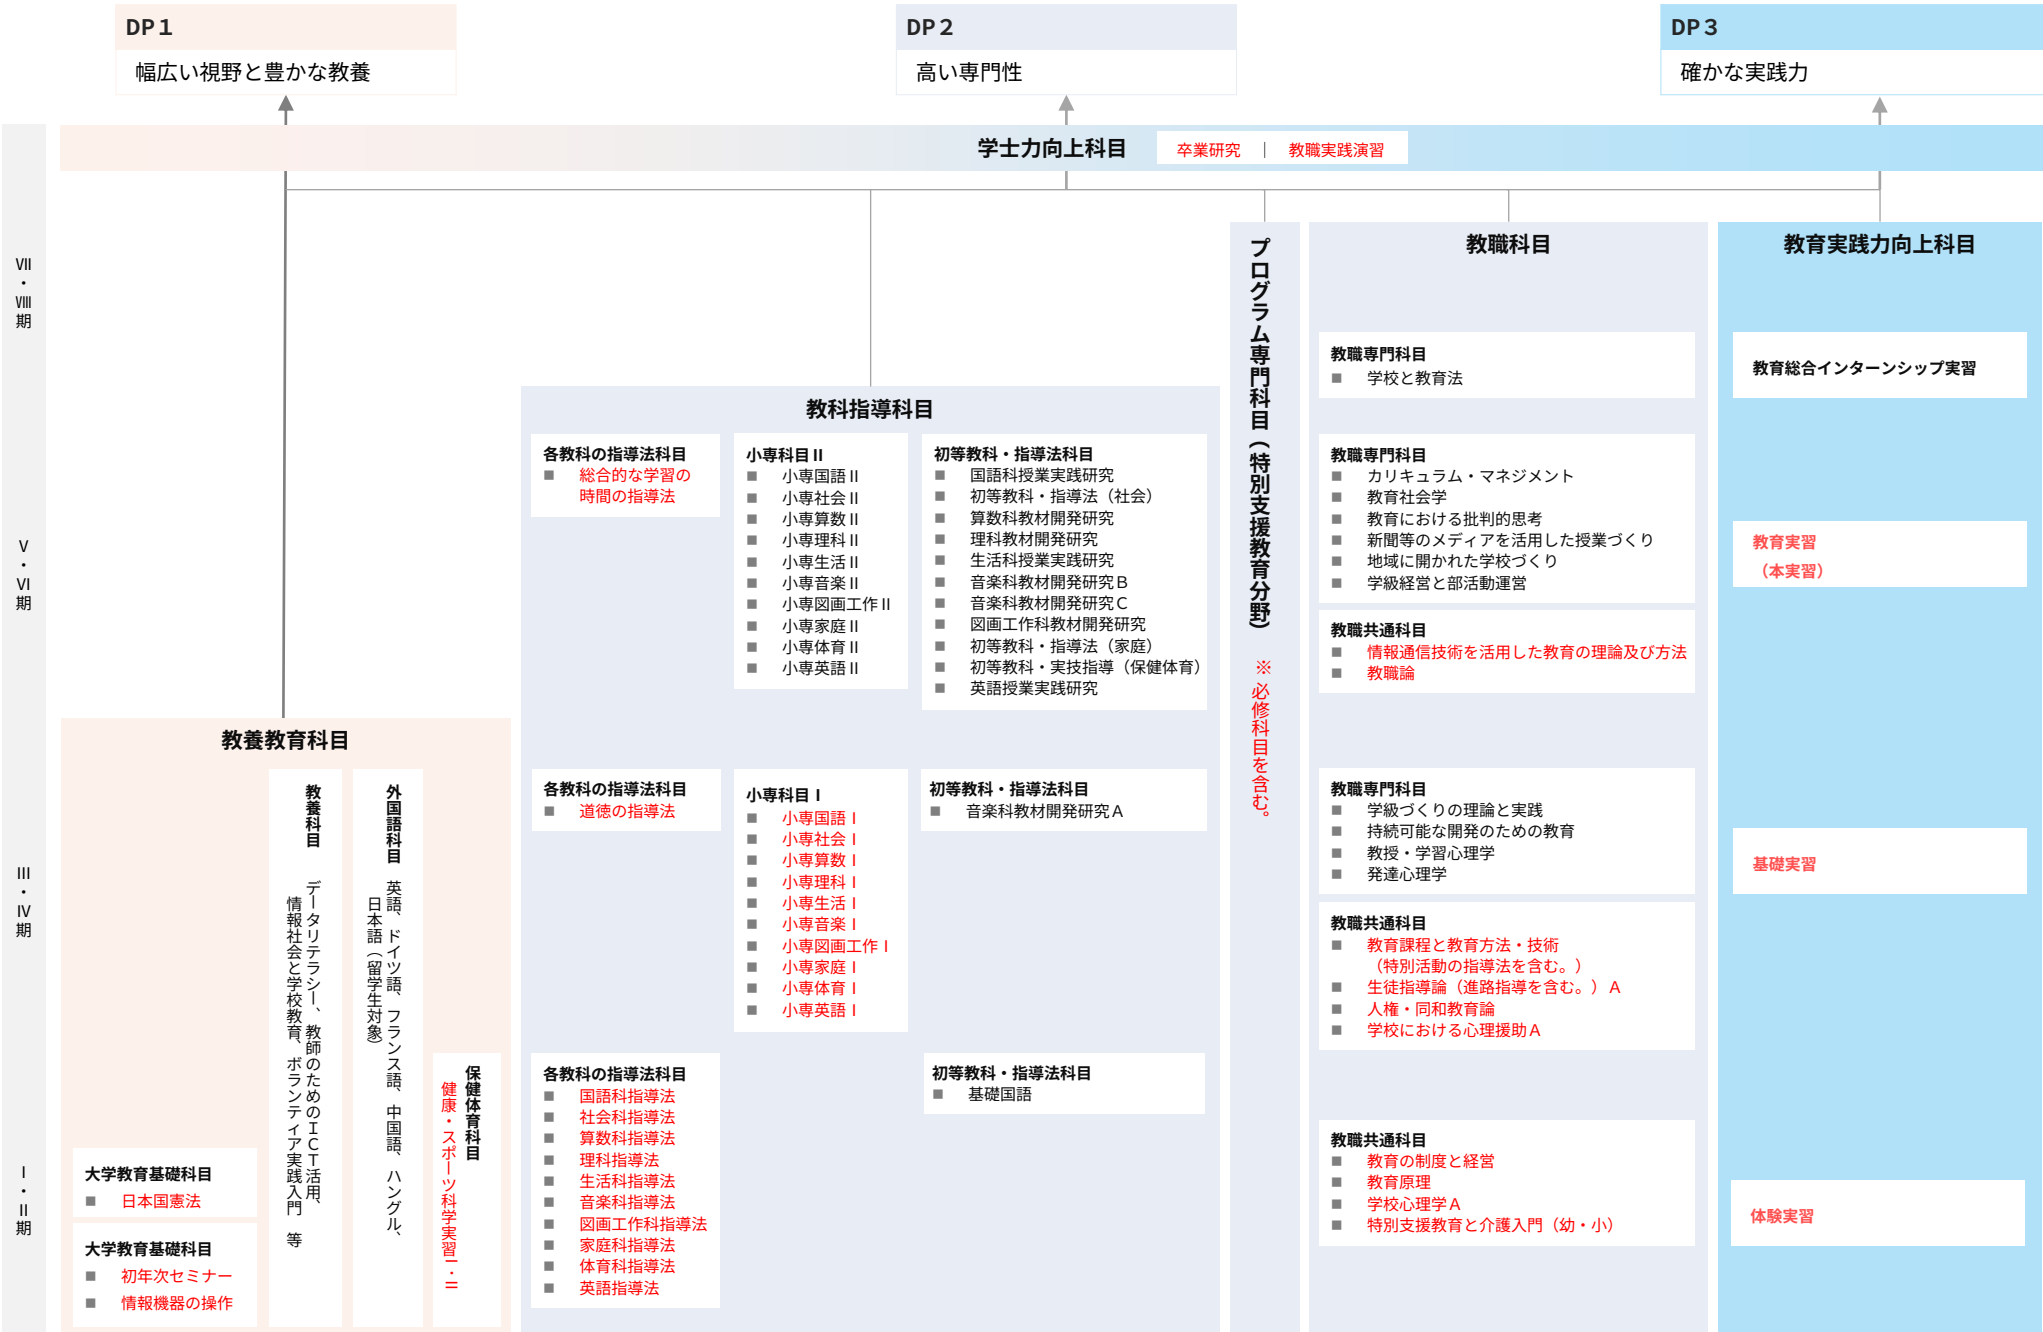 DP１
幅広い視野と豊かな教養
DP２
高い専門性
DP３
確かな実践力
学士力向上科目
卒業研究　|　教職実践演習
Ⅶ・Ⅷ期
Ⅴ・Ⅵ期
Ⅲ・Ⅳ期
Ⅰ・Ⅱ期
教養教育科目
大学教育基礎科目
■ 日本国憲法
大学教育基礎科目
■ 初年次セミナー
■ 情報機器の操作
教養科目　データリテラシー、教師のためのＩＣＴ活用、
情報社会と学校教育、ボランティア実践入門　等
外国語科目　英語、ドイツ語、フランス語、中国語、ハングル、
日本語（留学生対象）
保健体育科目
健康・スポーツ科学実習Ⅰ・Ⅱ
教科指導科目
各教科の指導法科目
■ 総合的な学習の
時間の指導法
小専科目Ⅱ
■ 小専国語Ⅱ
■ 小専社会Ⅱ
■ 小専算数Ⅱ
■ 小専理科Ⅱ
■ 小専生活Ⅱ
■ 小専音楽Ⅱ
■ 小専図画工作Ⅱ
■ 小専家庭Ⅱ
■ 小専体育Ⅱ
■ 小専英語Ⅱ
初等教科・指導法科目
■ 国語科授業実践研究
■ 初等教科・指導法（社会）
■ 算数科教材開発研究
■ 理科教材開発研究
■ 生活科授業実践研究
■ 音楽科教材開発研究Ｂ
■ 音楽科教材開発研究Ｃ
■ 図画工作科教材開発研究
■ 初等教科・指導法（家庭）
■ 初等教科・実技指導（保健体育）
■ 英語授業実践研究
各教科の指導法科目
■ 道徳の指導法
小専科目Ⅰ
■ 小専国語Ⅰ
■ 小専社会Ⅰ
■ 小専算数Ⅰ
■ 小専理科Ⅰ
■ 小専生活Ⅰ
■ 小専音楽Ⅰ
■ 小専図画工作Ⅰ
■ 小専家庭Ⅰ
■ 小専体育Ⅰ
■ 小専英語Ⅰ
初等教科・指導法科目
■ 音楽科教材開発研究Ａ
各教科の指導法科目
■ 国語科指導法
■ 社会科指導法
■ 算数科指導法
■ 理科指導法
■ 生活科指導法
■ 音楽科指導法
■ 図画工作科指導法
■ 家庭科指導法
■ 体育科指導法
■ 英語指導法
初等教科・指導法科目
■ 基礎国語
プログラム専門科目（特別支援教育分野）　※必修科目を含む。
教職科目
教職専門科目
■ 学校と教育法
教職専門科目
■ カリキュラム・マネジメント
■ 教育社会学
■ 教育における批判的思考
■ 新聞等のメディアを活用した授業づくり
■ 地域に開かれた学校づくり
■ 学級経営と部活動運営
教職共通科目
■ 情報通信技術を活用した教育の理論及び方法
■ 教職論
教職専門科目
■ 学級づくりの理論と実践
■ 持続可能な開発のための教育
■ 教授・学習心理学
■ 発達心理学
教職共通科目
■ 教育課程と教育方法・技術
（特別活動の指導法を含む。）
■ 生徒指導論（進路指導を含む。）Ａ
■ 人権・同和教育論
■ 学校における心理援助Ａ
教職共通科目
■ 教育の制度と経営
■ 教育原理
■ 学校心理学Ａ
■ 特別支援教育と介護入門（幼・小）
教育実践力向上科目
教育総合インターンシップ実習
教育実習
（本実習）
基礎実習
体験実習